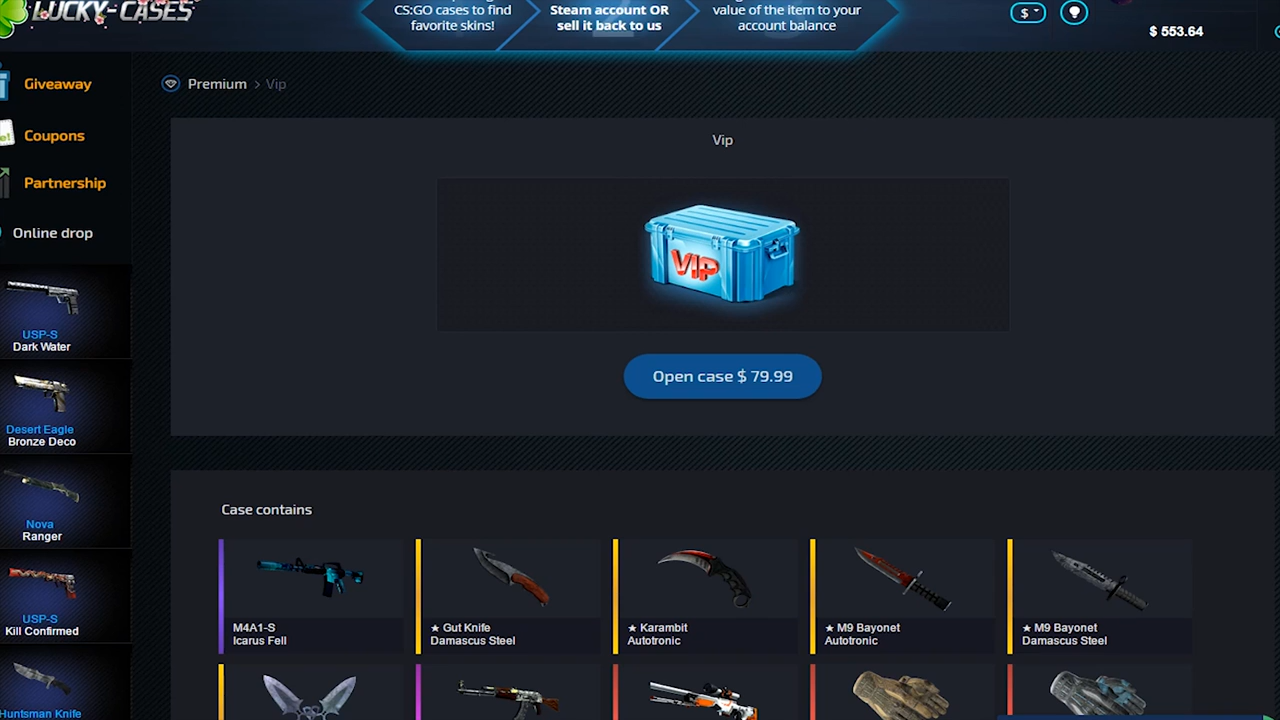 LUCKY-CASES
CS:GO cases to find
favorite skins!
Steam account OR
sell it back to us
value of the item to your
account balance
$
$ 553.64
Giveaway
Coupons
Partnership
Online drop
USP-S
Dark Water
Desert Eagle
Bronze Deco
Nova
Ranger
USP-S
Kill Confirmed
Huntsman Knife
Premium > Vip
Vip
VIP
Open case $ 79.99
Case contains
M4A1-S
Icarus Fell
★ Gut Knife
Damascus Steel
★ Karambit
Autotronic
★ M9 Bayonet
Autotronic
★ M9 Bayonet
Damascus Steel